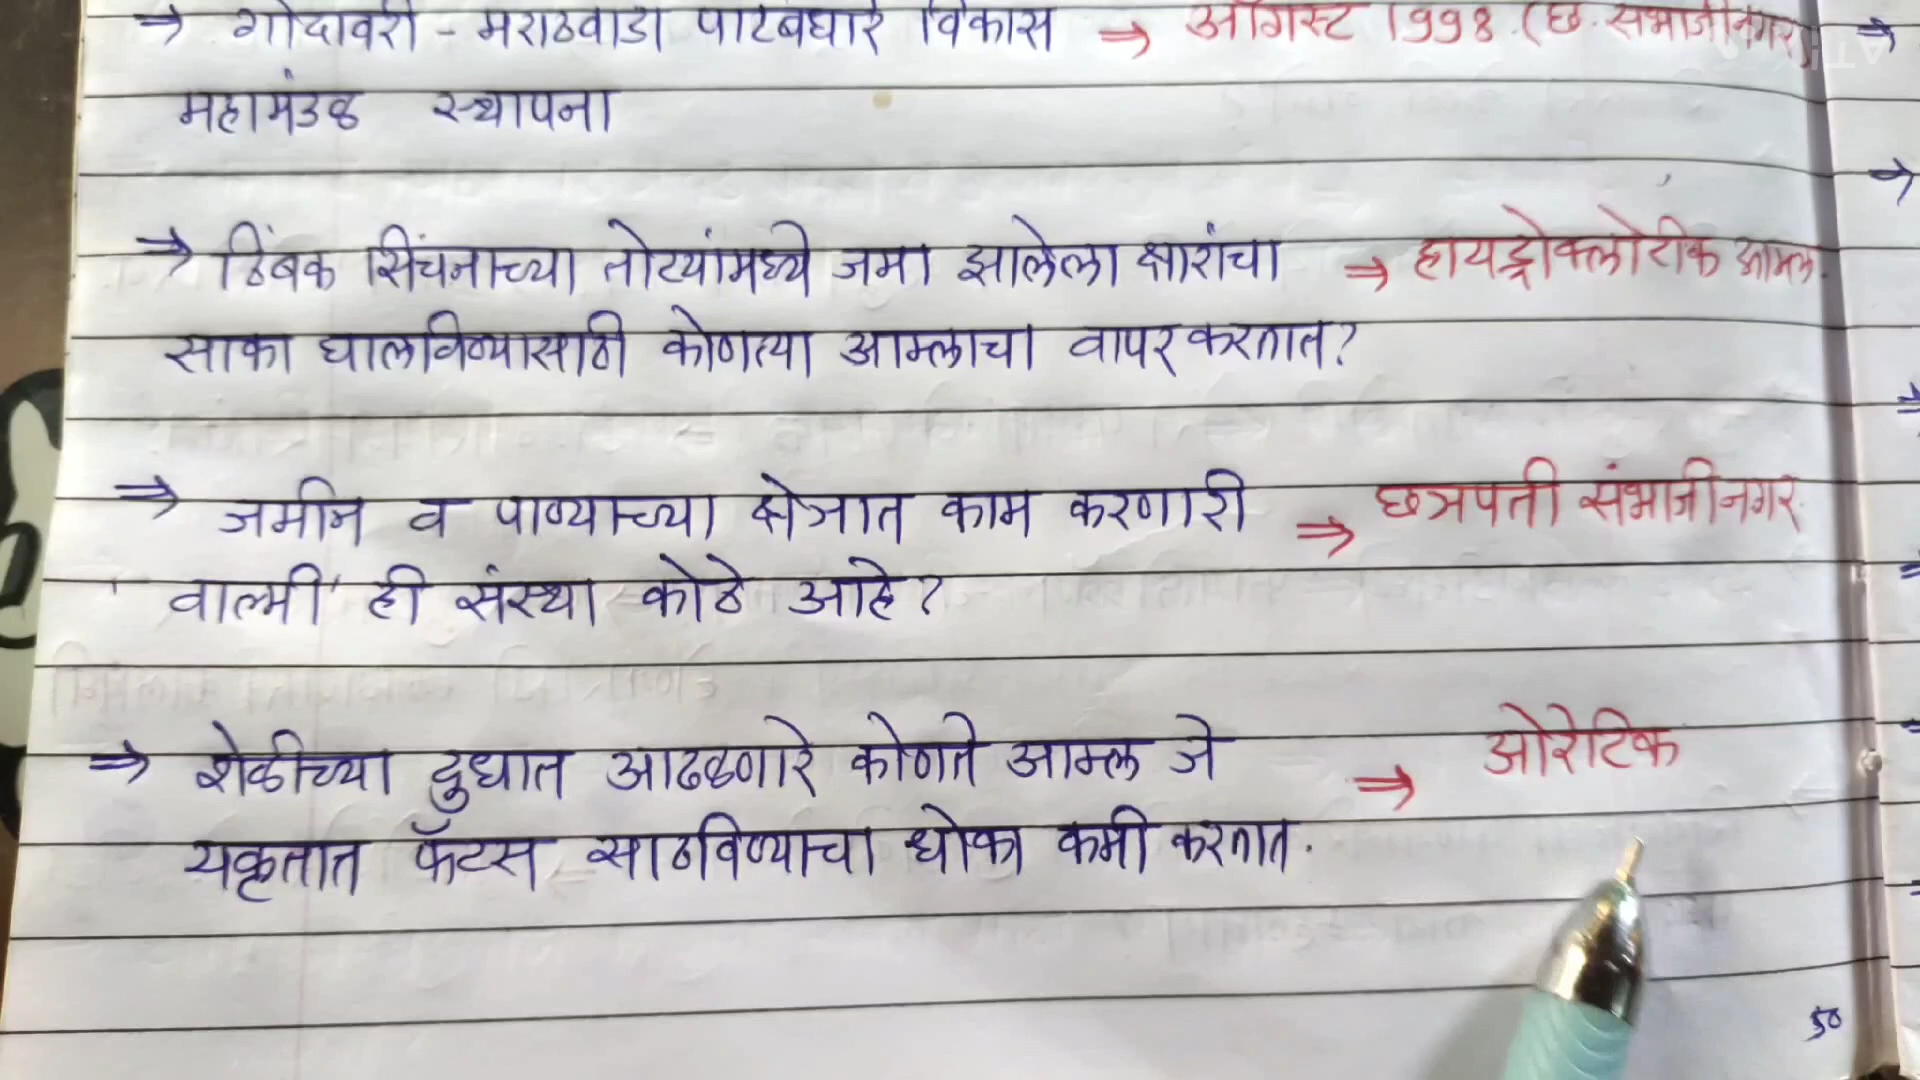 → गोदावरी - मराठवाडा पाटबंधारे विकास → ऑगस्ट 1998. (छ. संभाजीनगर)
महामंडळ स्थापना
→ ठिंबक सिंचनाच्या तोट्यांमध्ये जमा झालेला क्षारांचा → हायड्रोक्लोरीक आम्ल.
साका घालविण्यासाठी कोणत्या आम्लाचा वापर करतात?
→ जमीन व पाण्याच्या क्षेत्रात काम करणारी → छत्रपती संभाजीनगर.
'वाल्मी' ही संस्था कोठे आहे?
→ शेळीच्या दुधात आढळणारे कोणते आम्ल जे → ओरेटिक
यकृतात फॅटस साठविण्याचा धोका कमी करतात.
50